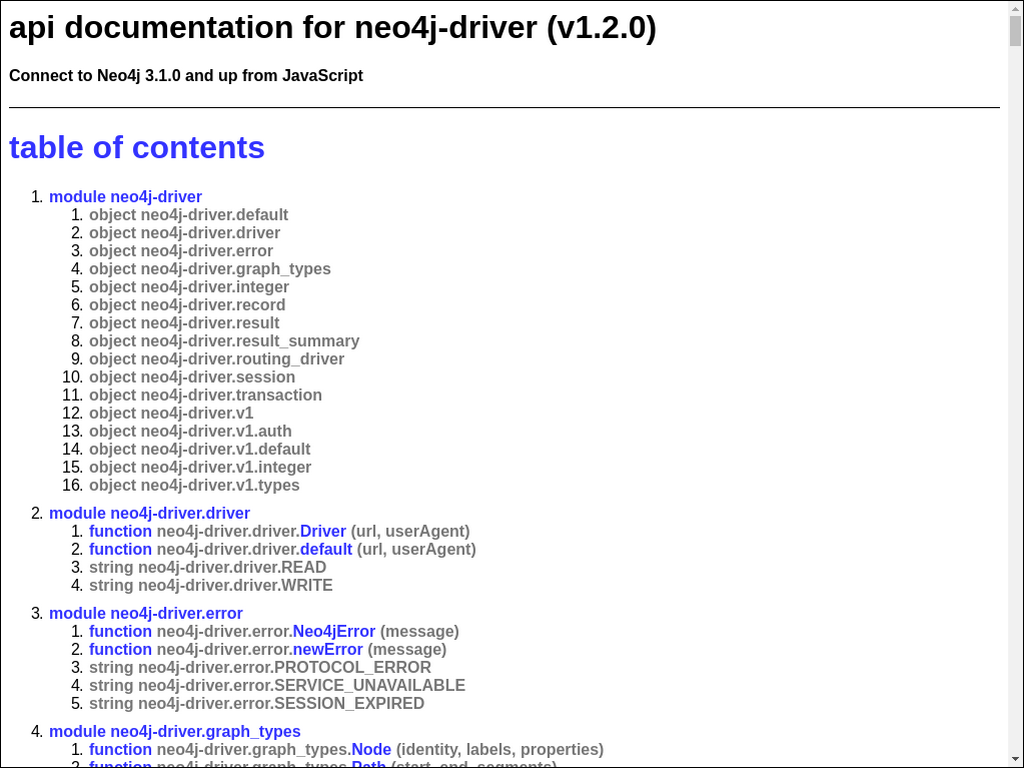 api documentation for neo4j-driver (v1.2.0)
Connect to Neo4j 3.1.0 and up from JavaScript
table of contents
1. module neo4j-driver
1. object neo4j-driver.default
2. object neo4j-driver.driver
3. object neo4j-driver.error
4. object neo4j-driver.graph_types
5. object neo4j-driver.integer
6. object neo4j-driver.record
7. object neo4j-driver.result
8. object neo4j-driver.result_summary
9. object neo4j-driver.routing_driver
10. object neo4j-driver.session
11. object neo4j-driver.transaction
12. object neo4j-driver.v1
13. object neo4j-driver.v1.auth
14. object neo4j-driver.v1.default
15. object neo4j-driver.v1.integer
16. object neo4j-driver.v1.types
2. module neo4j-driver.driver
1. function neo4j-driver.driver.Driver (url, userAgent)
2. function neo4j-driver.driver.default (url, userAgent)
3. string neo4j-driver.driver.READ
4. string neo4j-driver.driver.WRITE
3. module neo4j-driver.error
1. function neo4j-driver.error.Neo4jError (message)
2. function neo4j-driver.error.newError (message)
3. string neo4j-driver.error.PROTOCOL_ERROR
4. string neo4j-driver.error.SERVICE_UNAVAILABLE
5. string neo4j-driver.error.SESSION_EXPIRED
4. module neo4j-driver.graph_types
1. function neo4j-driver.graph_types.Node (identity, labels, properties)
2. function neo4j-driver.graph_types.Path (start, end, segments)